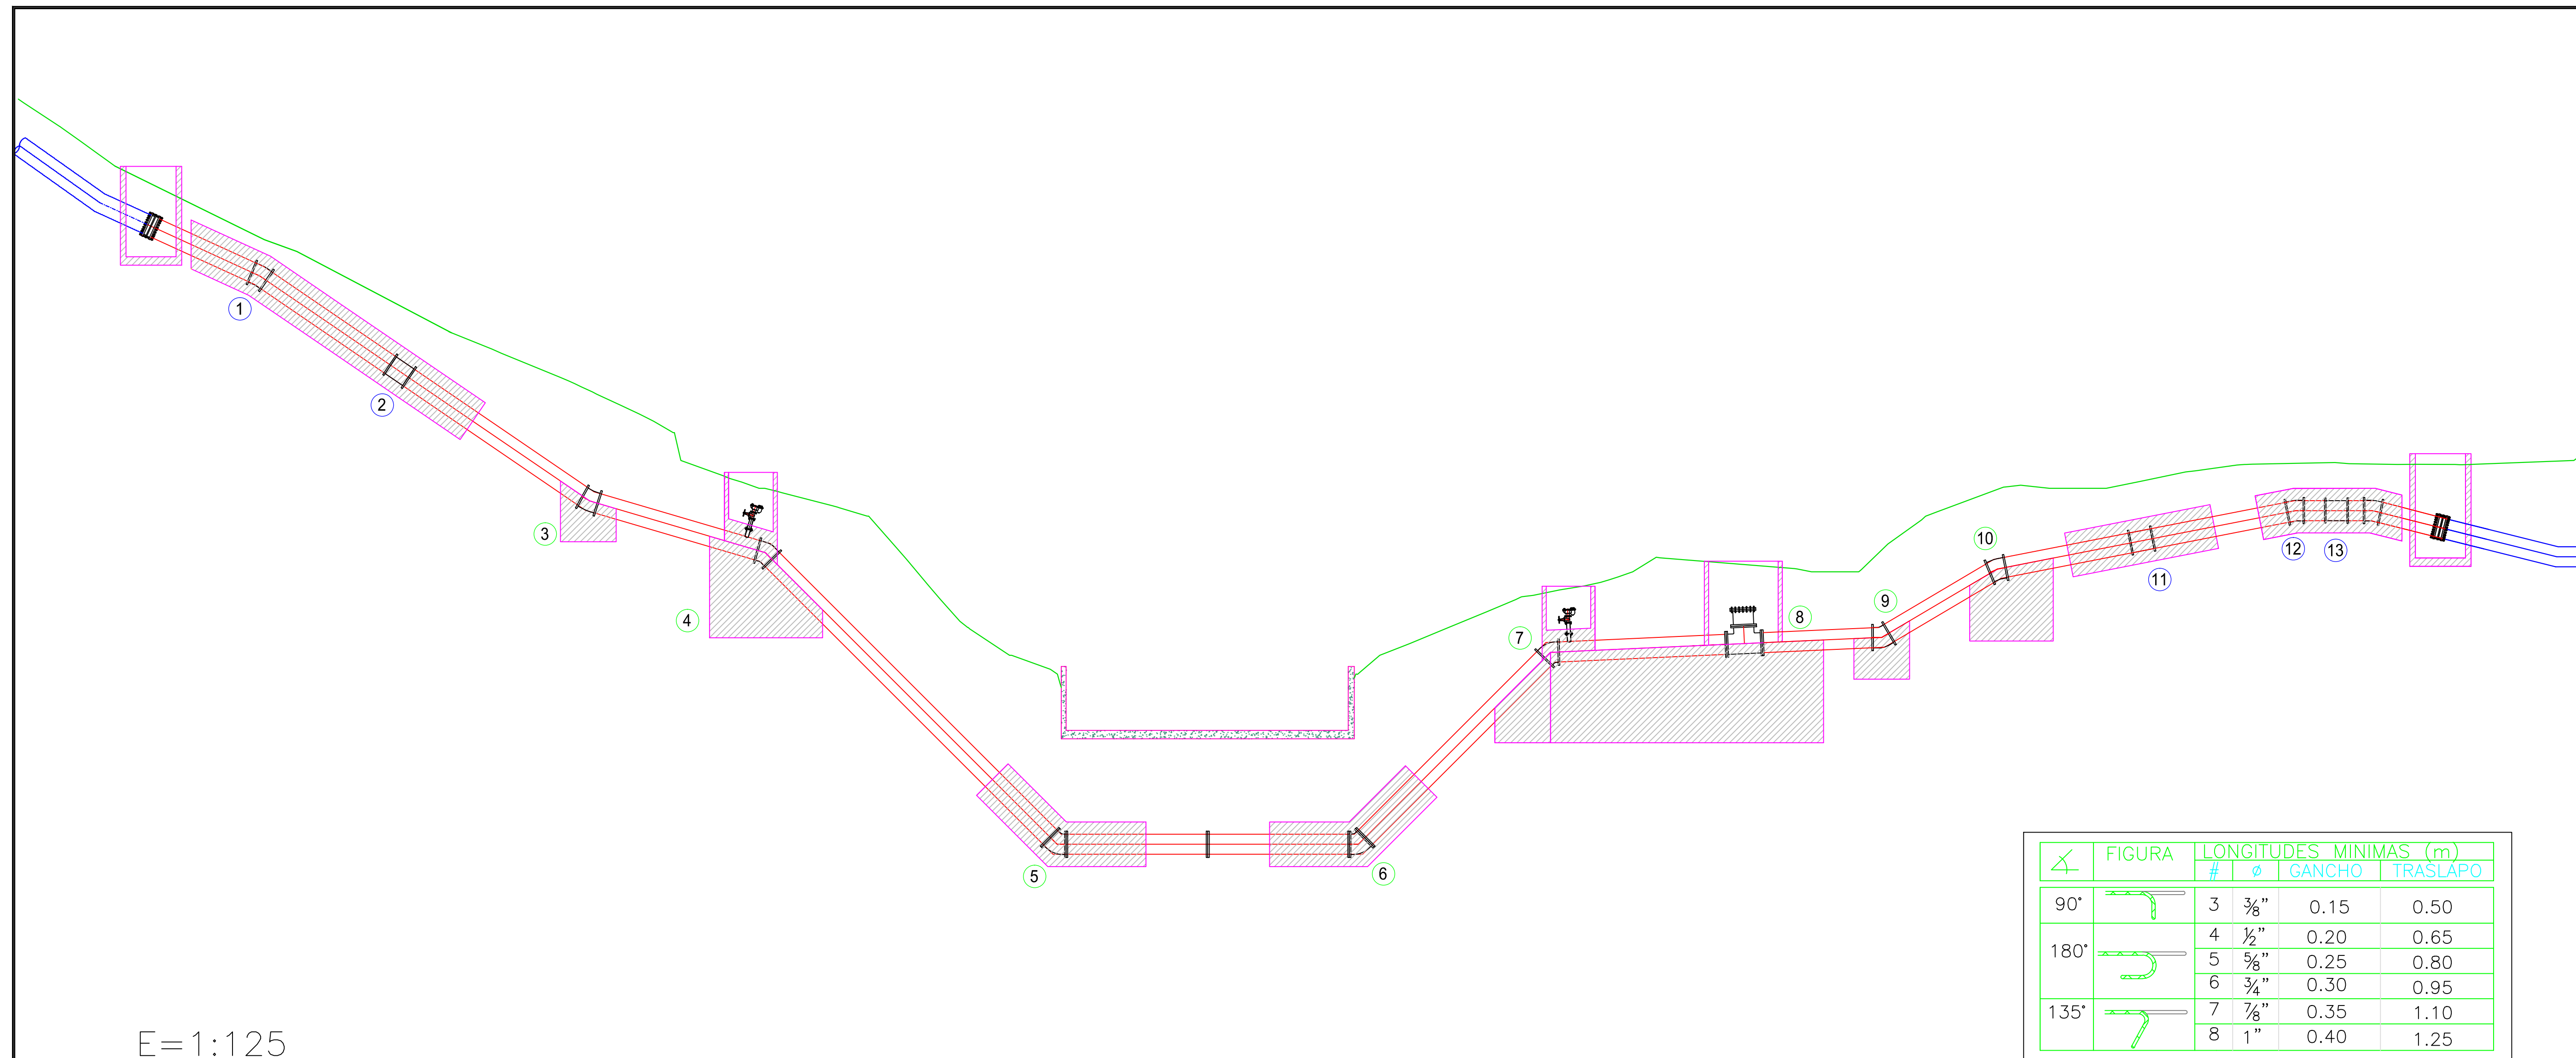 1
2
3
4
5
6
7
8
9
10
11
12
13
E=1:125
FIGURA LONGITUDES MINIMAS (m)
# ø GANCHO TRASLAPO
90° 3 3/8" 0.15 0.50
4 1/2" 0.20 0.65
180° 5 5/8" 0.25 0.80
6 3/4" 0.30 0.95
135° 7 7/8" 0.35 1.10
8 1" 0.40 1.25